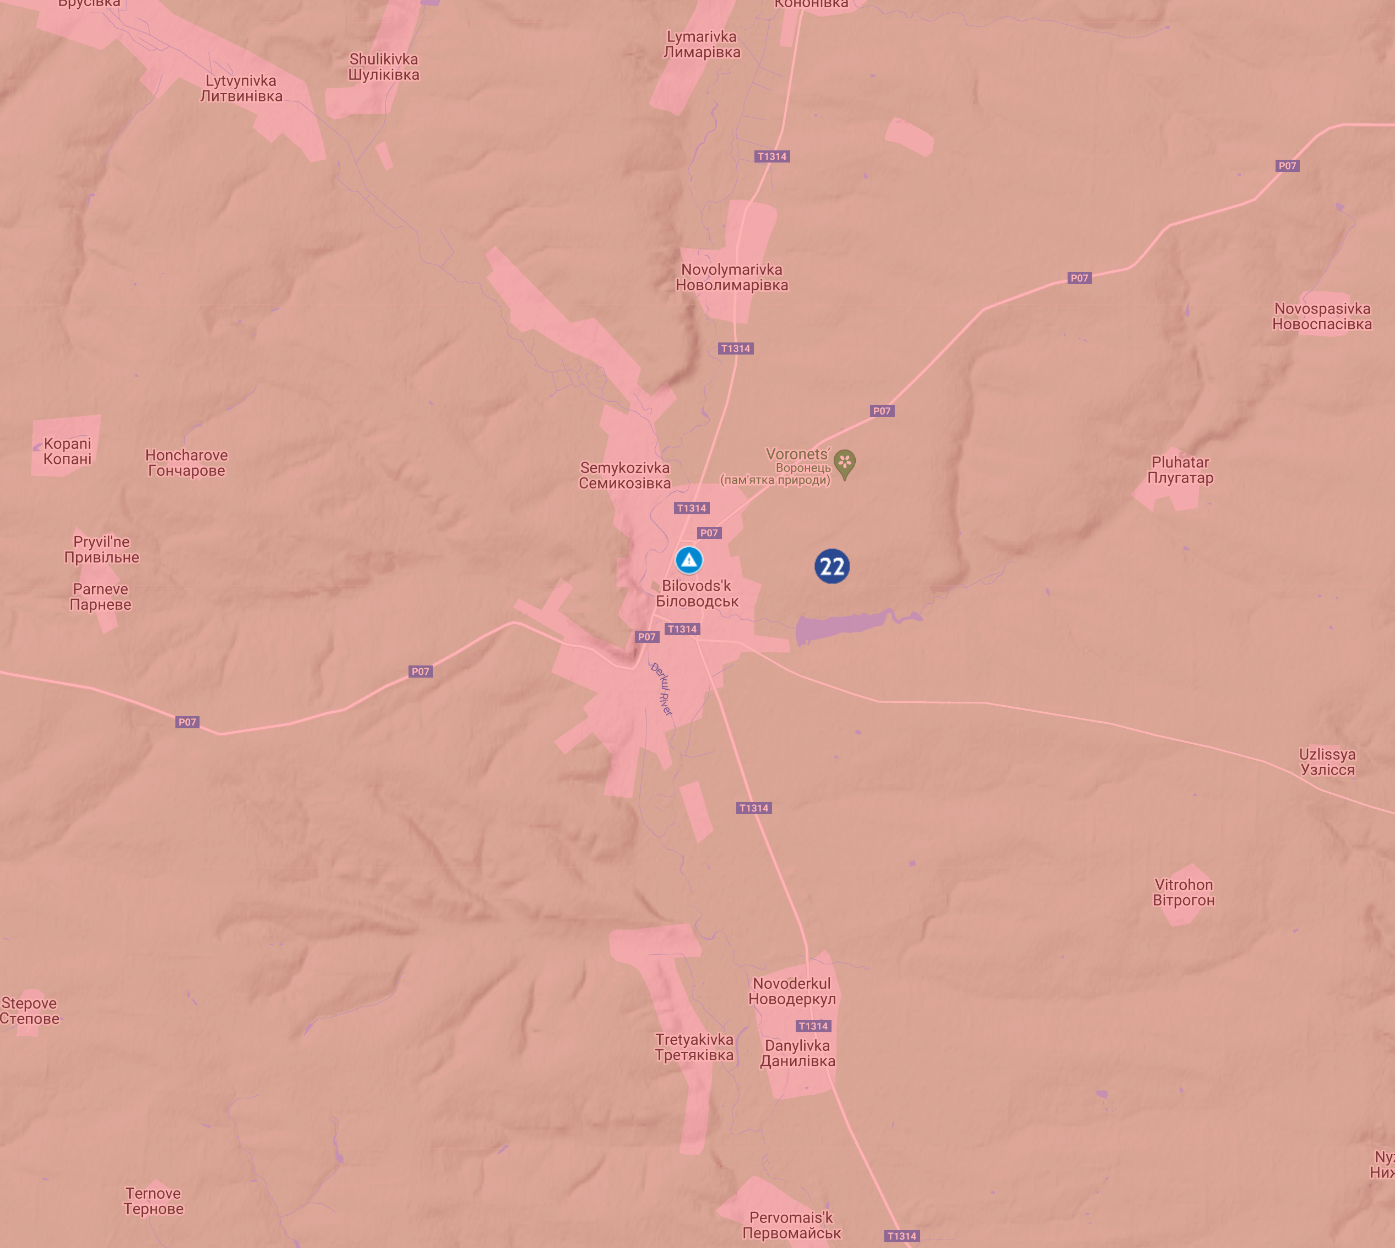 Брусівка
Кононівка
Lymarivka
Лимарівка
Shulikivka
Шуліківка
Lytvynivka
Литвинівка
T1314
P07
Novolymarivka
Новолимарівка
P07
Novospasivka
Новоспасівка
T1314
P07
Kopani
Копані
Honcharove
Гончарове
Semykozivka
Семикозівка
Voronets'
Воронець
(пам'ятка природи)
Pluhatar
Плугатар
T1314
P07
Pryvil'ne
Привільне
22
Parneve
Парневе
Bilovods'k
Біловодськ
T1314
P07
Derkul River
P07
P07
Uzlissya
Узлісся
T1314
Vitrohon
Вітрогон
Novoderkul
Новодеркул
Stepove
Степове
T1314
Tretyakivka
Третяківка
Danylivka
Данилівка
Ternove
Тернове
Pervomais'k
Первомайськ
T1314